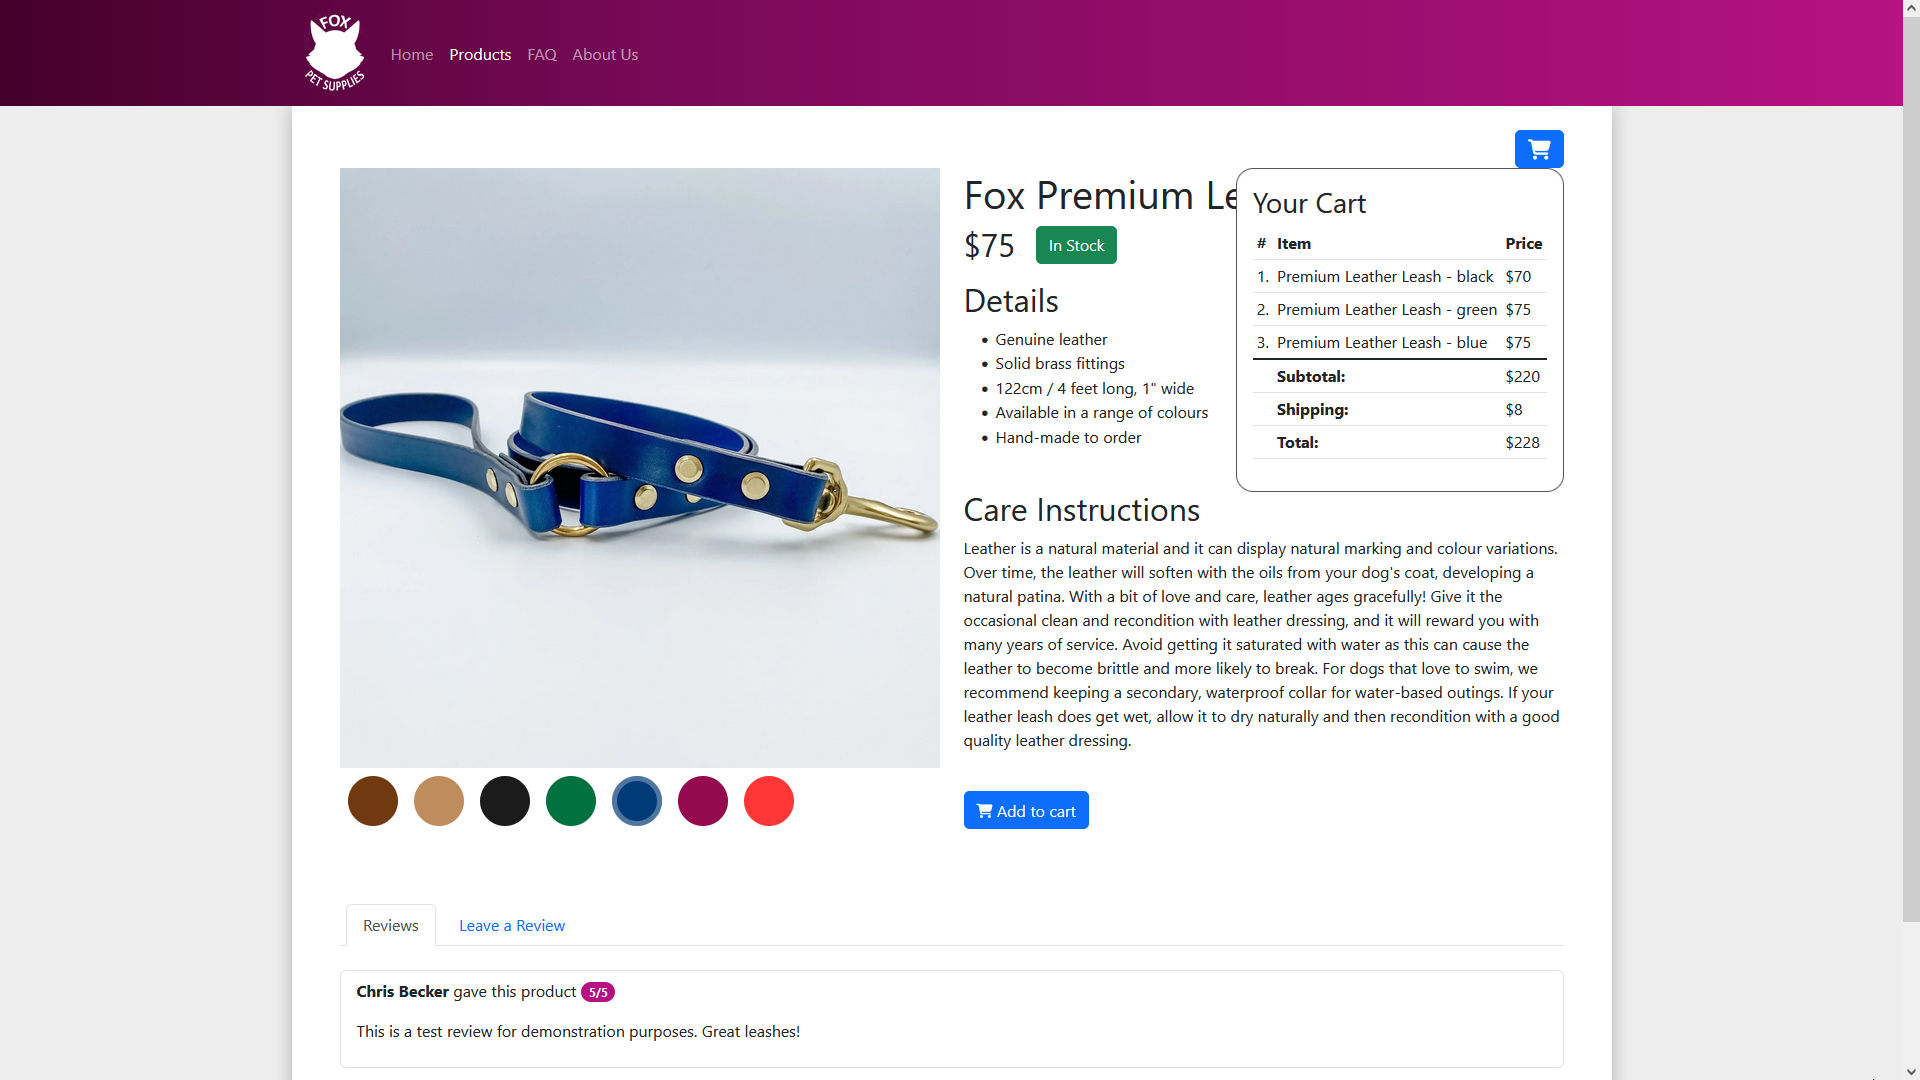 FOX
PET SUPPLIES
Home Products FAQ About Us
Fox Premium Le
$75 In Stock
Details
Genuine leather
Solid brass fittings
122cm / 4 feet long, 1" wide
Available in a range of colours
Hand-made to order
Your Cart
# Item Price
1. Premium Leather Leash - black $70
2. Premium Leather Leash - green $75
3. Premium Leather Leash - blue $75
Subtotal: $220
Shipping: $8
Total: $228
Care Instructions
Leather is a natural material and it can display natural marking and colour variations.
Over time, the leather will soften with the oils from your dog's coat, developing a
natural patina. With a bit of love and care, leather ages gracefully! Give it the
occasional clean and recondition with leather dressing, and it will reward you with
many years of service. Avoid getting it saturated with water as this can cause the
leather to become brittle and more likely to break. For dogs that love to swim, we
recommend keeping a secondary, waterproof collar for water-based outings. If your
leather leash does get wet, allow it to dry naturally and then recondition with a good
quality leather dressing.
Add to cart
Reviews Leave a Review
Chris Becker gave this product 5/5
This is a test review for demonstration purposes. Great leashes!